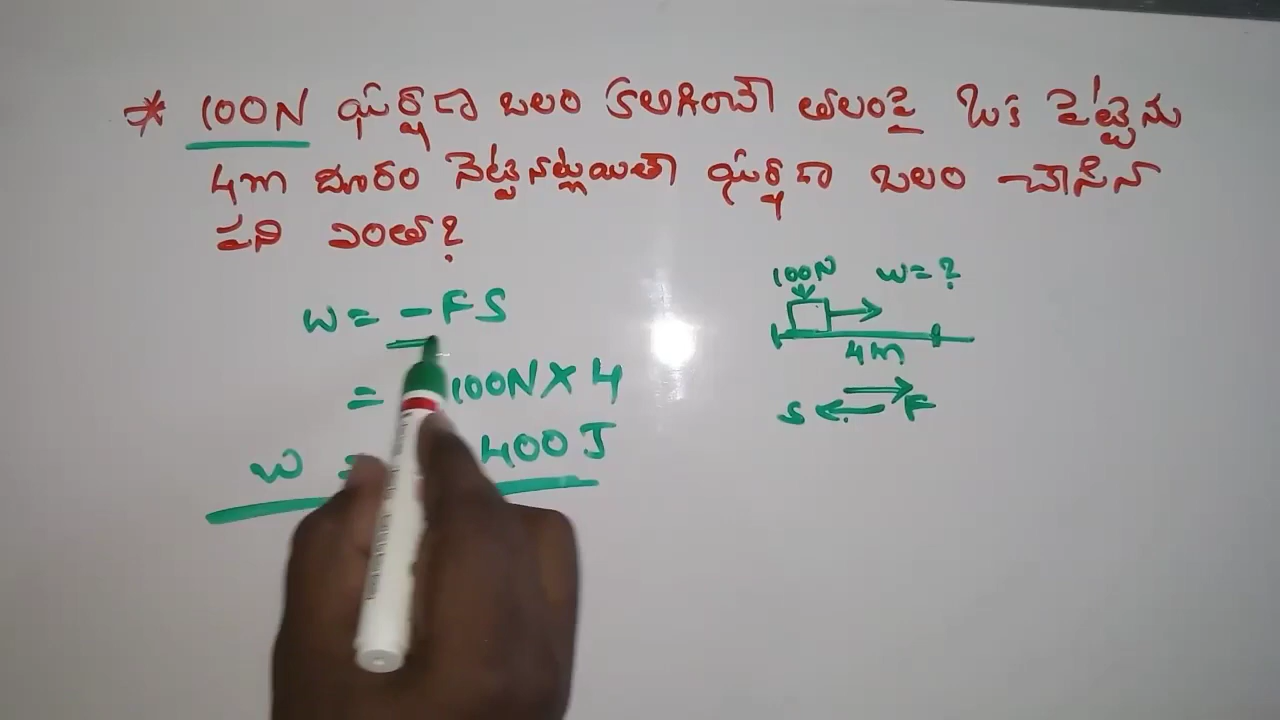 * 100N ఘర్షణ బలం కలిగించే తలంపై ఒక పెట్టెను
4m దూరం నెట్టినట్లయితే ఘర్షణ బలం చేసిన
పని ఎంత?
w = -FS
= 100N × 4
w = 400 J
100N w = ?
4m
S F